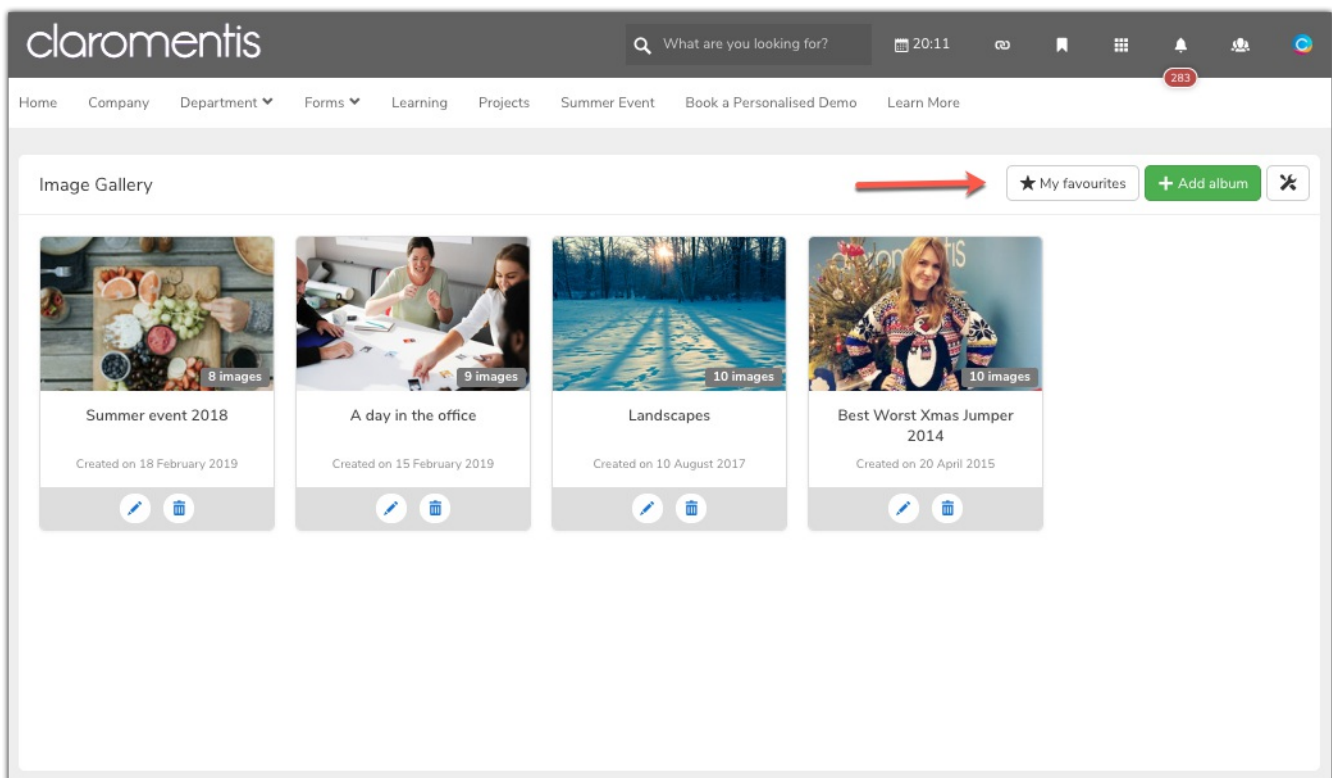 claromentis
What are you looking for?
20:11
283
Home Company Department Forms Learning Projects Summer Event Book a Personalised Demo Learn More
Image Gallery
My favourites
Add album
8 images
9 images
10 images
10 images
Summer event 2018
A day in the office
Landscapes
Best Worst Xmas Jumper
2014
Created on 18 February 2019
Created on 15 February 2019
Created on 10 August 2017
Created on 20 April 2015